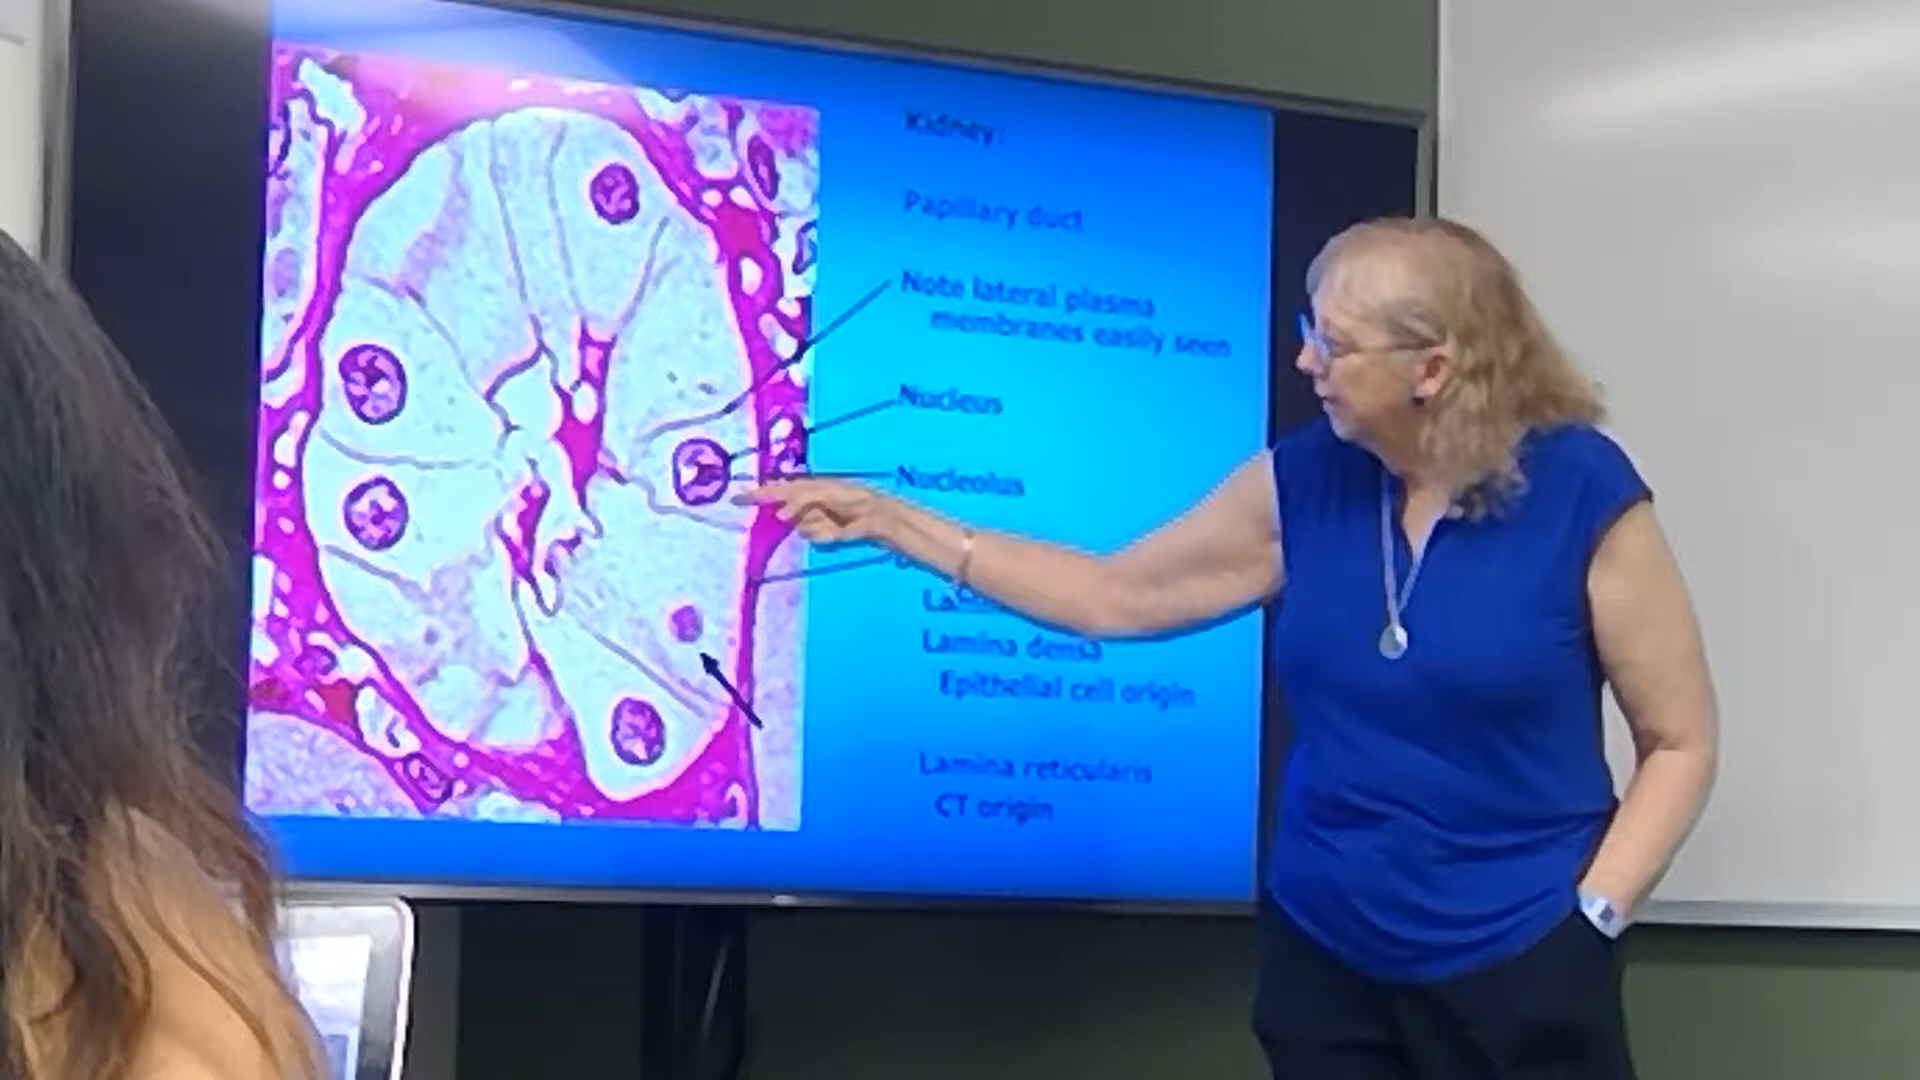 Kidney:
Papillary duct
Note lateral plasma
membranes easily seen
Nucleus
Nucleolus
Lamina densa
Epithelial cell origin
Lamina reticularis
CT origin